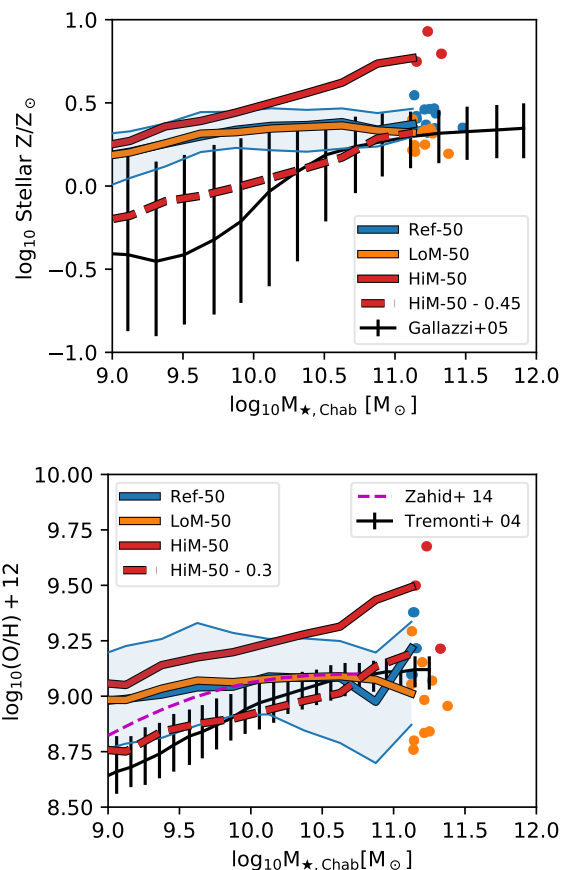 1.0
0.5
0.0
−0.5
−1.0
log₁₀ Stellar Z/Z⊙
Ref-50
LoM-50
HiM-50
HiM-50 - 0.45
Gallazzi+05
9.0 9.5 10.0 10.5 11.0 11.5 12.0
log₁₀M★, Chab [M⊙]
10.00
9.75
9.50
9.25
9.00
8.75
8.50
log₁₀(O/H) + 12
Ref-50
LoM-50
HiM-50
HiM-50 - 0.3
Zahid+ 14
Tremonti+ 04
9.0 9.5 10.0 10.5 11.0 11.5 12.0
log₁₀M★, Chab[M⊙]